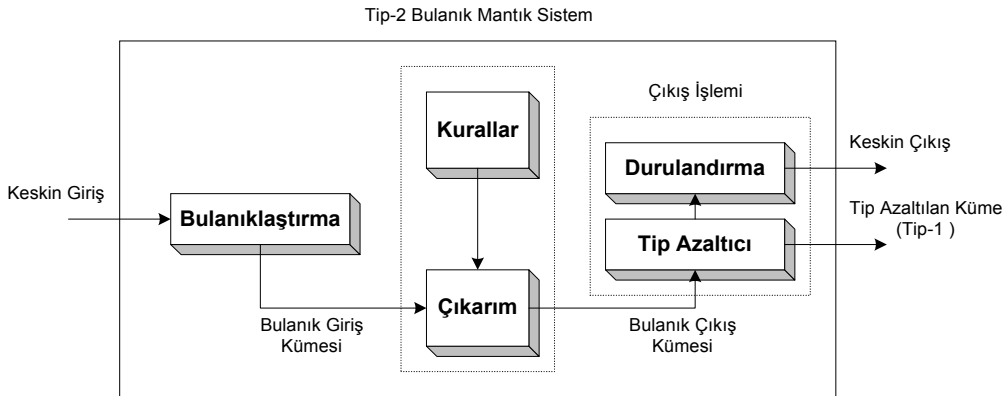 Tip-2 Bulanık Mantık Sistem
Çıkış İşlemi
Kurallar
Keskin Çıkış
Durulandırma
Keskin Giriş
Bulanıklaştırma
Tip Azaltılan Küme
(Tip-1 )
Tip Azaltıcı
Çıkarım
Bulanık Giriş
Kümesi
Bulanık Çıkış
Kümesi